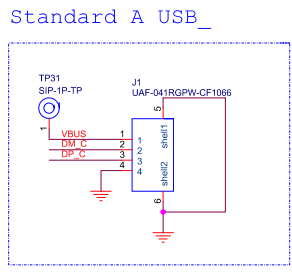 Standard A USB_
TP31
SIP-1P-TP
J1
UAF-041RGPW-CF1066
1
5
VBUS 1 1
DM_C 2 2
DP_C 3 3
4 4
shell1
shell2
6